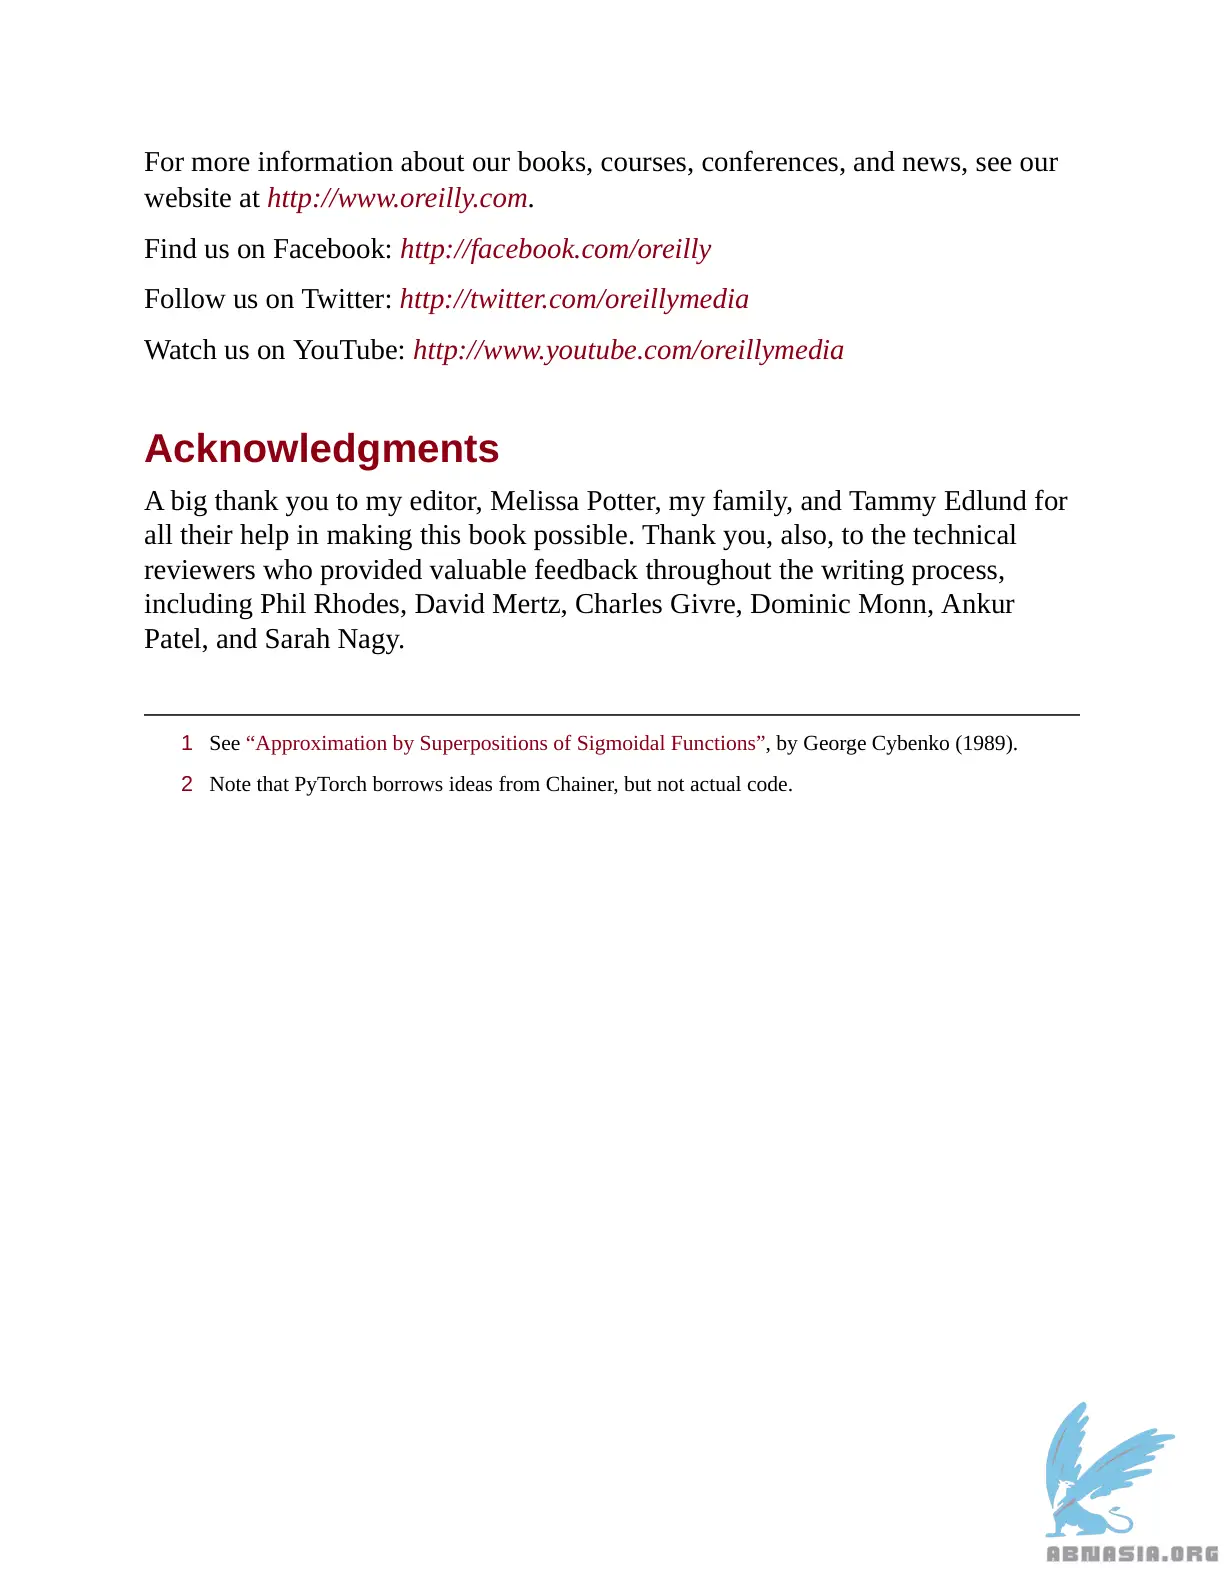 For more information about our books, courses, conferences, and news, see our
website at http://www.oreilly.com.
Find us on Facebook: http://facebook.com/oreilly
Follow us on Twitter: http://twitter.com/oreillymedia
Watch us on YouTube: http://www.youtube.com/oreillymedia
Acknowledgments
A big thank you to my editor, Melissa Potter, my family, and Tammy Edlund for
all their help in making this book possible. Thank you, also, to the technical
reviewers who provided valuable feedback throughout the writing process,
including Phil Rhodes, David Mertz, Charles Givre, Dominic Monn, Ankur
Patel, and Sarah Nagy.
1 See “Approximation by Superpositions of Sigmoidal Functions”, by George Cybenko (1989).
2 Note that PyTorch borrows ideas from Chainer, but not actual code.
ABNASIA.ORG